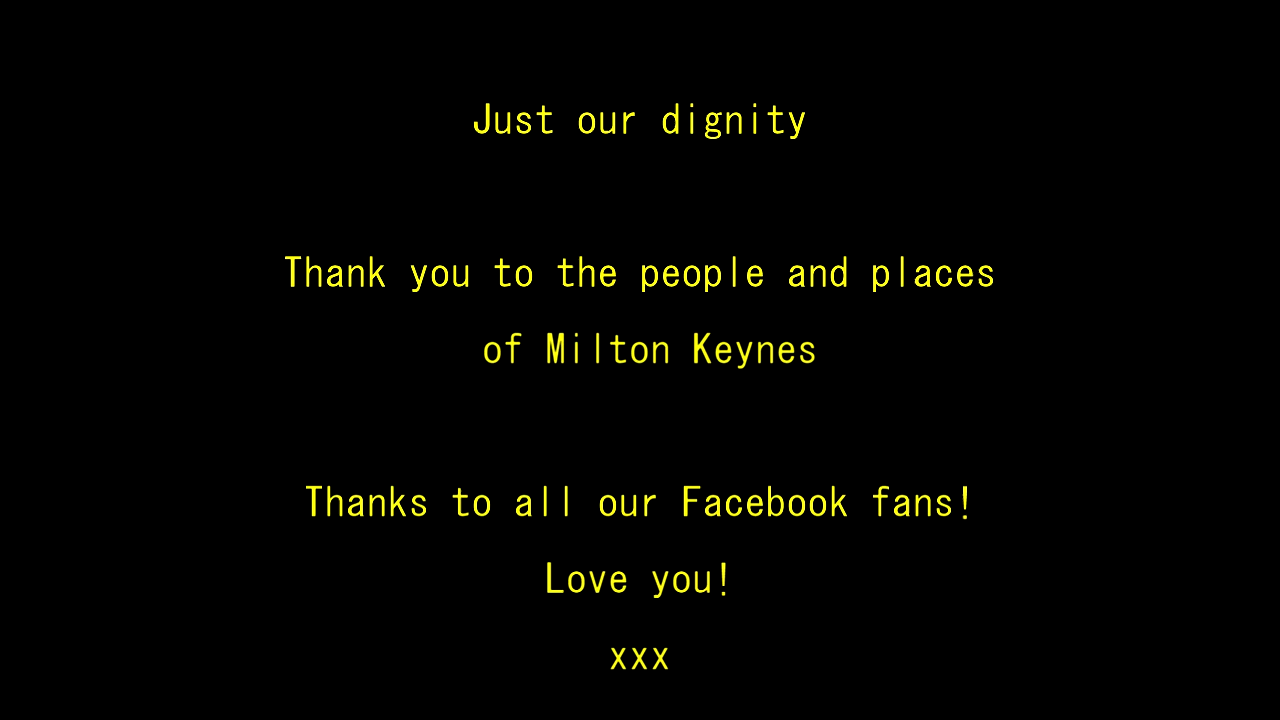 Just our dignity
Thank you to the people and places
of Milton Keynes
Thanks to all our Facebook fans!
Love you!
xxx